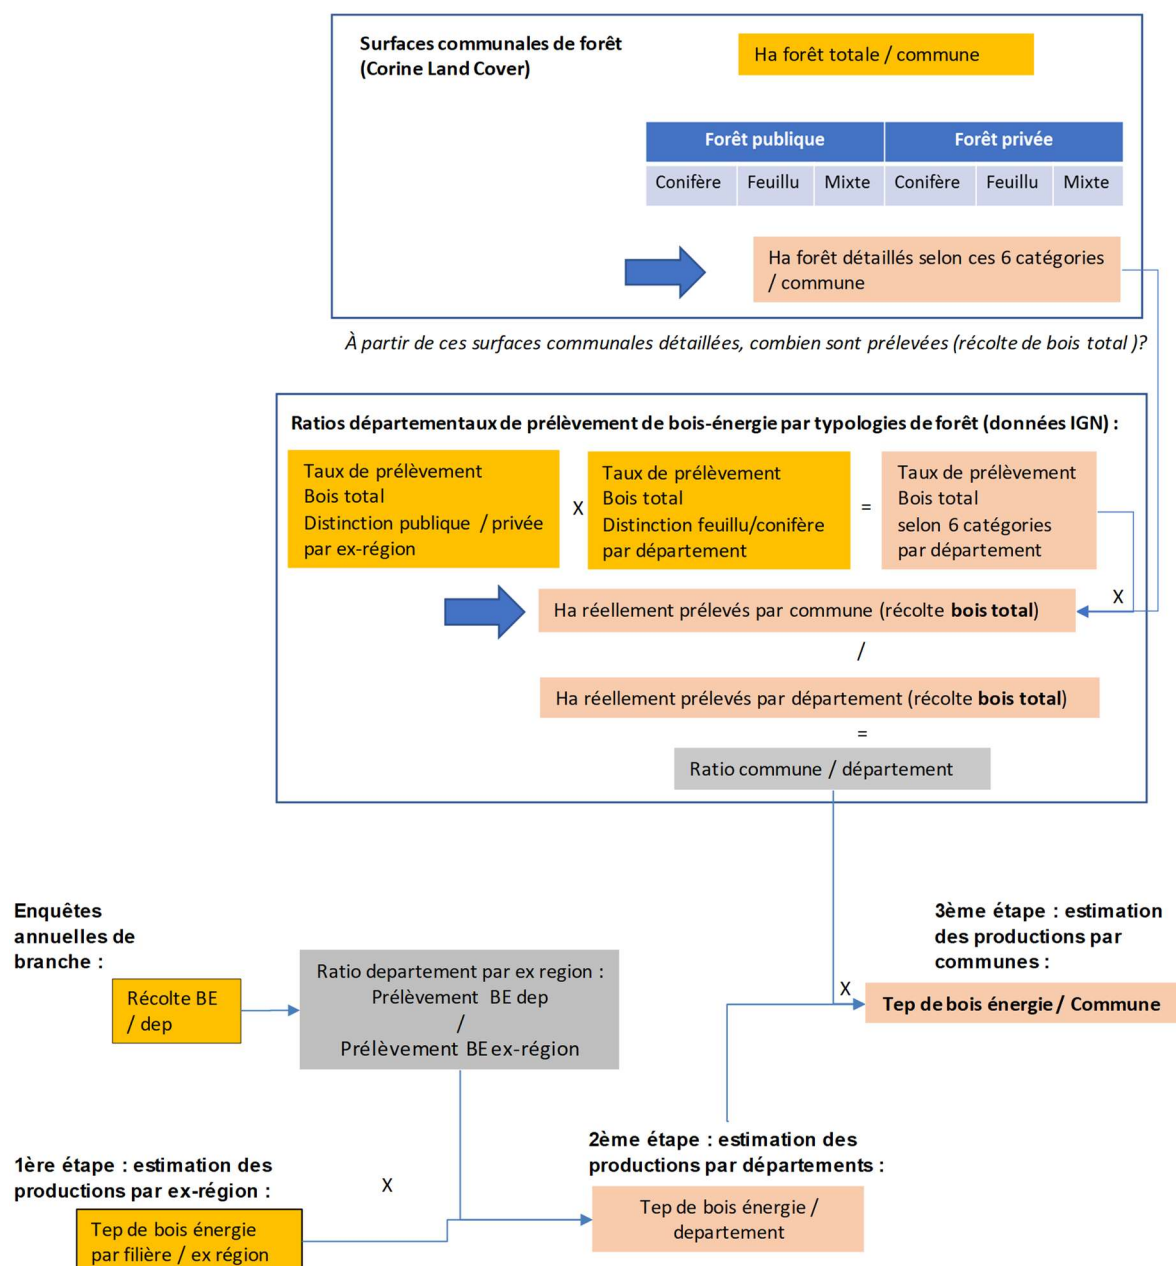 Surfaces communales de forêt
(Corine Land Cover)
Ha forêt totale / commune
Forêt publique
Forêt privée
Conifère
Feuillu
Mixte
Conifère
Feuillu
Mixte
Ha forêt détaillés selon ces 6 catégories
/ commune
À partir de ces surfaces communales détaillées, combien sont prélevées (récolte de bois total )?
Ratios départementaux de prélèvement de bois-énergie par typologies de forêt (données IGN) :
Taux de prélèvement
Bois total
Distinction publique / privée
par ex-région
X
Taux de prélèvement
Bois total
Distinction feuillu/conifère
par département
=
Taux de prélèvement
Bois total
selon 6 catégories
par département
X
Ha réellement prélevés par commune (récolte bois total)
/
Ha réellement prélevés par département (récolte bois total)
=
Ratio commune / département
Enquêtes
annuelles de
branche :
Récolte BE
/ dep
Ratio departement par ex region :
Prélèvement BE dep
/
Prélèvement BE ex-région
3ème étape : estimation
des productions par
communes :
X
Tep de bois énergie / Commune
1ère étape : estimation des
productions par ex-région :
X
Tep de bois énergie
par filière / ex région
2ème étape : estimation des
productions par départements :
Tep de bois énergie /
departement